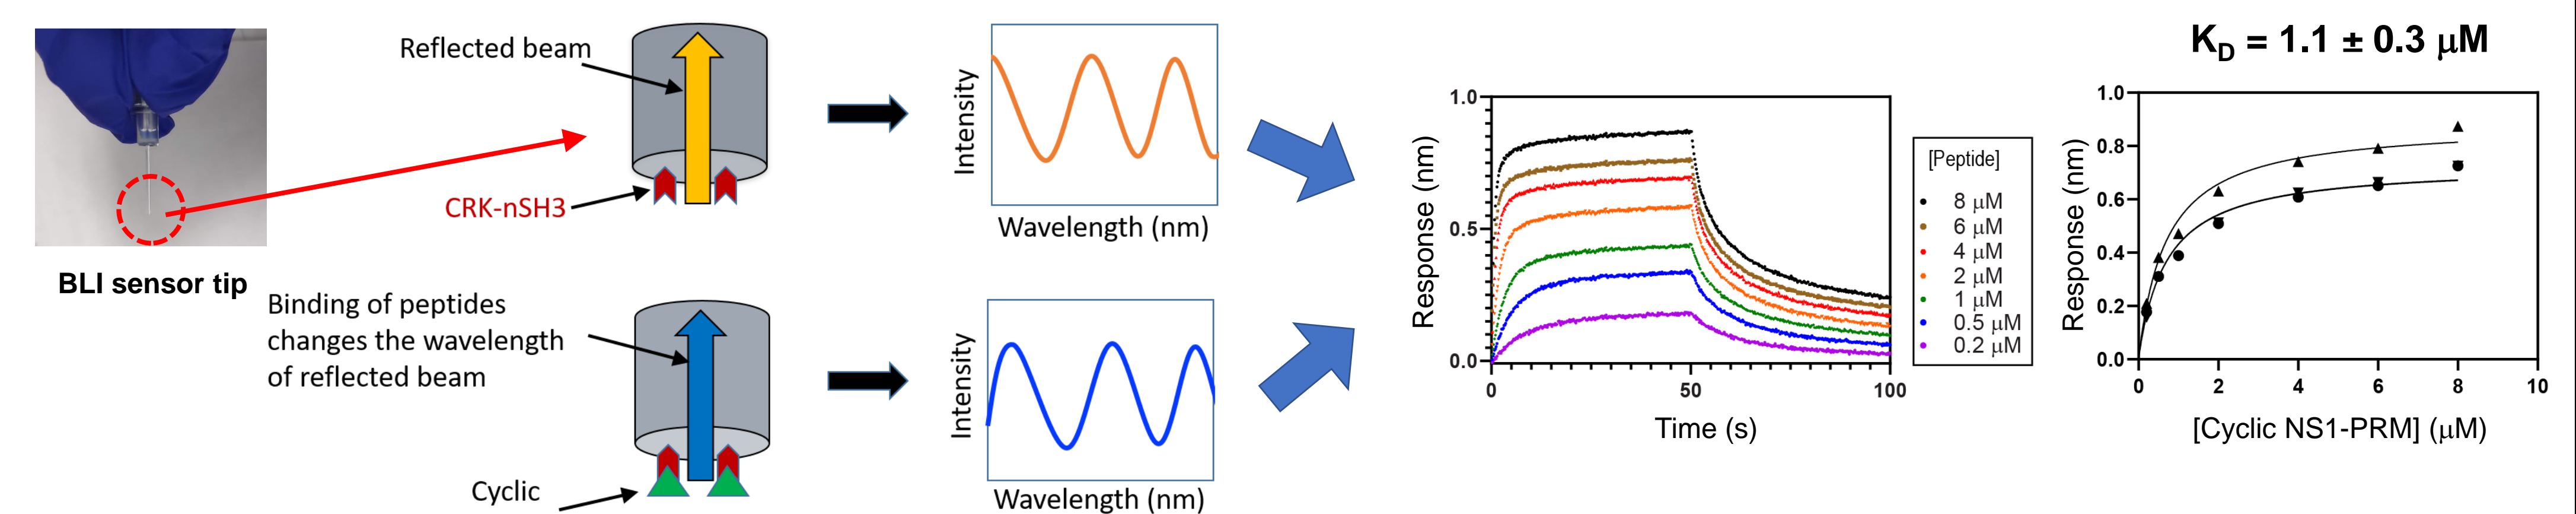 BLI sensor tip
Reflected beam
CRK-nSH3
Binding of peptides
changes the wavelength
of reflected beam
Cyclic
Intensity
Wavelength (nm)
Intensity
Wavelength (nm)
Response (nm)
1.0
0.5
0.0
0
50
100
Time (s)
[Peptide]
8 μM
6 μM
4 μM
2 μM
1 μM
0.5 μM
0.2 μM
K_D = 1.1 ± 0.3 μM
Response (nm)
1.0
0.8
0.6
0.4
0.2
0.0
0
2
4
6
8
10
[Cyclic NS1-PRM] (μM)